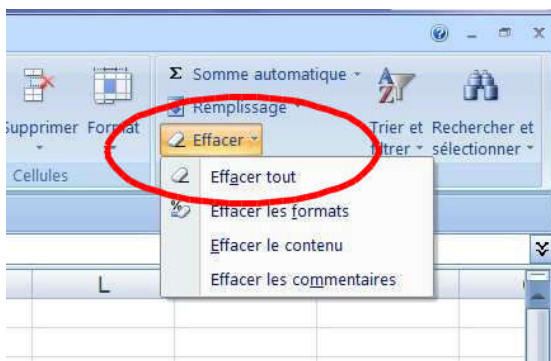 Σ Somme automatique
Remplissage
Effacer
Supprimer Format
Trier et filtrer
Rechercher et sélectionner
Cellules
Effacer tout
Effacer les formats
Effacer le contenu
Effacer les commentaires
L